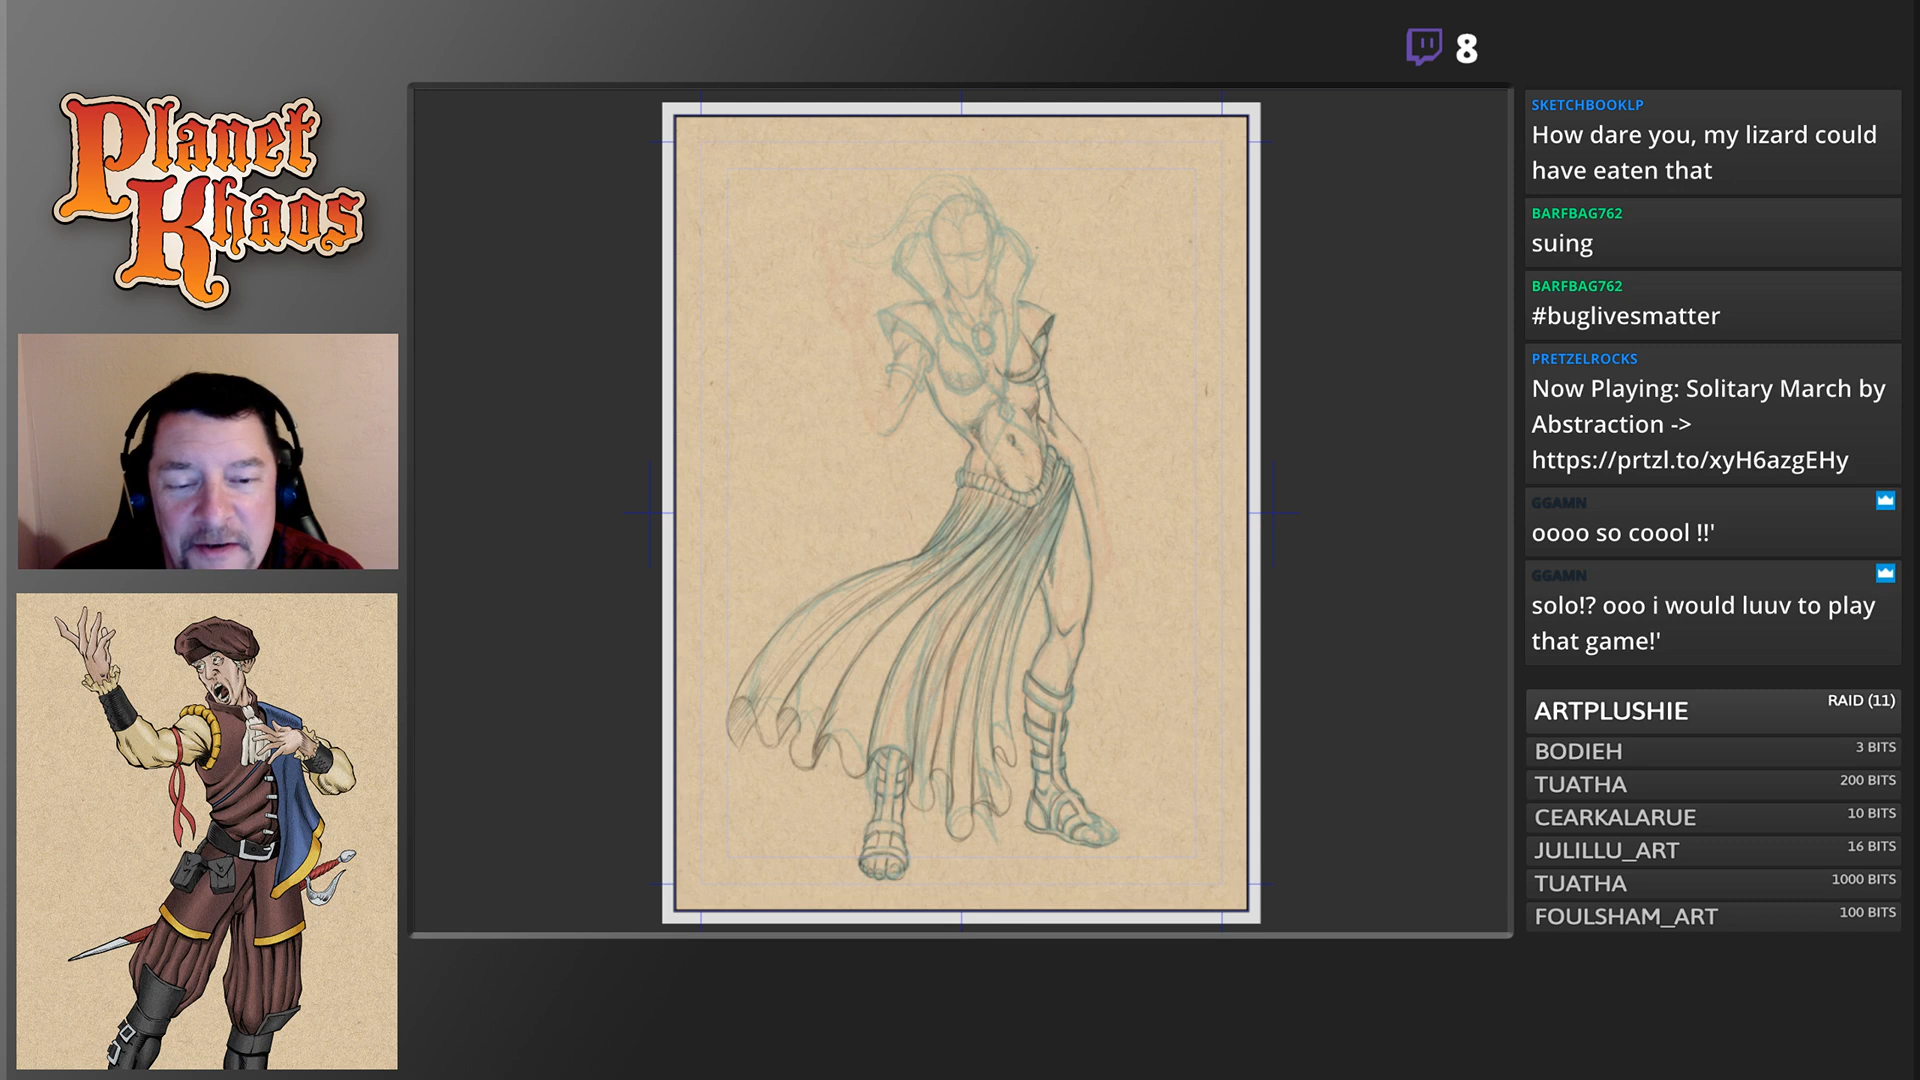 Planet
Khaos
8
SKETCHBOOKLP
How dare you, my lizard could
have eaten that
BARFBAG762
suing
BARFBAG762
#buglivesmatter
PRETZELROCKS
Now Playing: Solitary March by
Abstraction ->
https://prtzl.to/xyH6azgEHy
GGAMN
oooo so coool !!'
GGAMN
solo!? ooo i would luuv to play
that game!'
ARTPLUSHIE RAID (11)
BODIEH 3 BITS
TUATHA 200 BITS
CEARKALARUE 10 BITS
JULILLU_ART 16 BITS
TUATHA 1000 BITS
FOULSHAM_ART 100 BITS